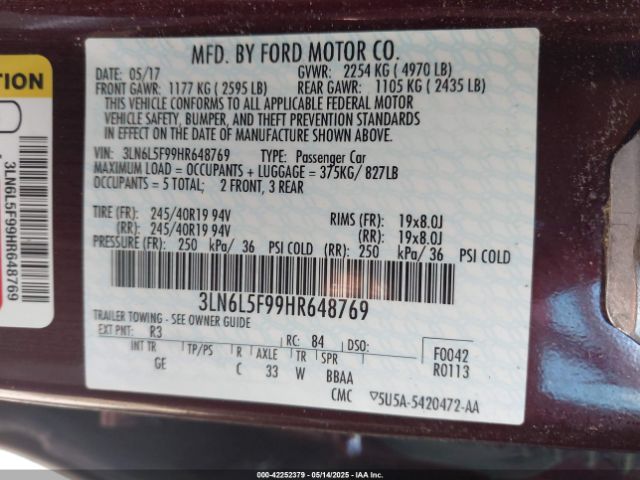 MFD. BY FORD MOTOR CO.
DATE: 05/17 GVWR: 2254 KG ( 4970 LB)
FRONT GAWR: 1177 KG ( 2595 LB) REAR GAWR: 1105 KG ( 2435 LB)
THIS VEHICLE CONFORMS TO ALL APPLICABLE FEDERAL MOTOR
VEHICLE SAFETY, BUMPER, AND THEFT PREVENTION STANDARDS
IN EFFECT ON THE DATE OF MANUFACTURE SHOWN ABOVE.
VIN: 3LN6L5F99HR648769 TYPE: Passenger Car
MAXIMUM LOAD = OCCUPANTS + LUGGAGE = 375KG/ 827LB
OCCUPANTS = 5 TOTAL; 2 FRONT, 3 REAR
TIRE (FR): 245/40R19 94V RIMS (FR): 19x8.0J
(RR): 245/40R19 94V (RR): 19x8.0J
PRESSURE (FR): 250 kPa/ 36 PSI COLD (RR): 250 kPa/ 36 PSI COLD
3LN6L5F99HR648769
TRAILER TOWING - SEE OWNER GUIDE
EXT PNT: R3 RC: 84 DSO:
INT TR TP/PS R AXLE TR SPR
GE C 33 W BBAA
CMC
F0042
R0113
▽5U5A-5420472-AA
TION
3LN6L5F99HR648769
000-42252379 - 05/14/2025 - IAA Inc.